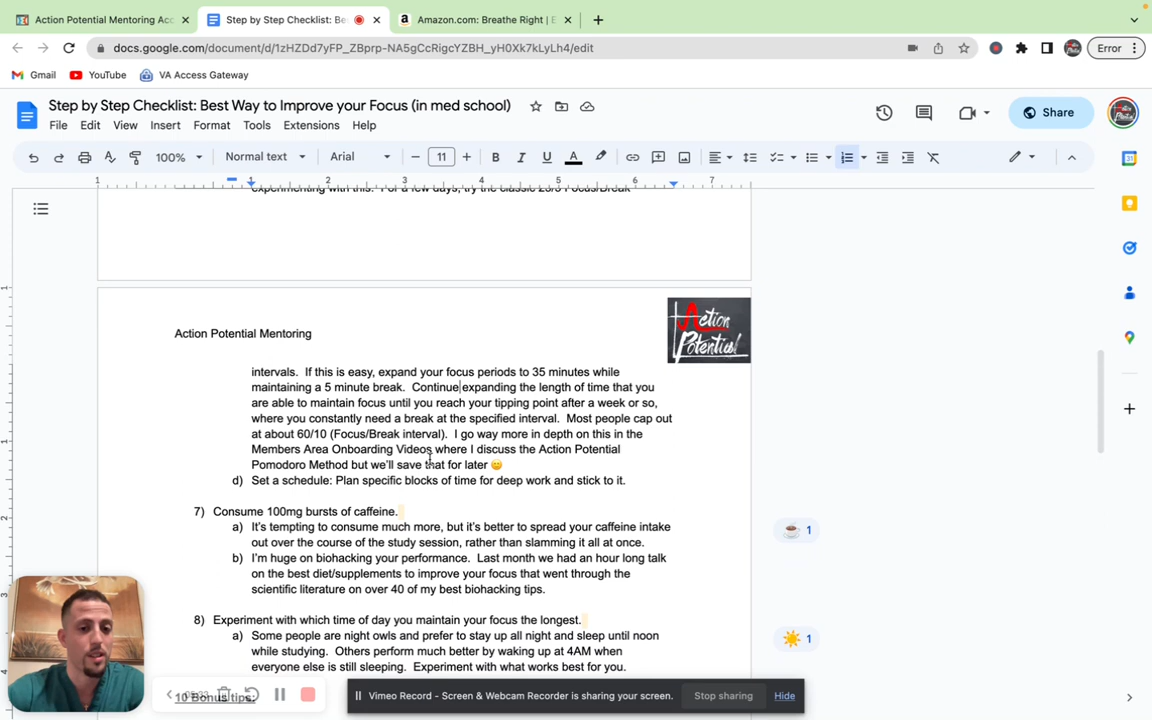 Action Potential Mentoring Acc
Step by Step Checklist: Be
Amazon.com: Breathe Right | E
docs.google.com/document/d/1zHZDd7yFP_ZBprp-NA5gCcRigcYZBH_yH0Xk7kLyLh4/edit
Error
Gmail
YouTube
VA Access Gateway
Step by Step Checklist: Best Way to Improve your Focus (in med school)
File Edit View Insert Format Tools Extensions Help
Share
100% Normal text Arial 11 B I U A
1 1 2 3 4 5 6 7
Action Potential Mentoring
Action
Potential
intervals. If this is easy, expand your focus periods to 35 minutes while
maintaining a 5 minute break. Continue expanding the length of time that you
are able to maintain focus until you reach your tipping point after a week or so,
where you constantly need a break at the specified interval. Most people cap out
at about 60/10 (Focus/Break interval). I go way more in depth on this in the
Members Area Onboarding Videos where I discuss the Action Potential
Pomodoro Method but we'll save that for later 😊
d) Set a schedule: Plan specific blocks of time for deep work and stick to it.
7) Consume 100mg bursts of caffeine.
a) It's tempting to consume much more, but it's better to spread your caffeine intake
out over the course of the study session, rather than slamming it all at once.
☕ 1
b) I'm huge on biohacking your performance. Last month we had an hour long talk
on the best diet/supplements to improve your focus that went through the
scientific literature on over 40 of my best biohacking tips.
8) Experiment with which time of day you maintain your focus the longest.
a) Some people are night owls and prefer to stay up all night and sleep until noon
☀️ 1
while studying. Others perform much better by waking up at 4AM when
everyone else is still sleeping. Experiment with what works best for you.
10 Bonus tips:
Vimeo Record - Screen & Webcam Recorder is sharing your screen.
Stop sharing
Hide